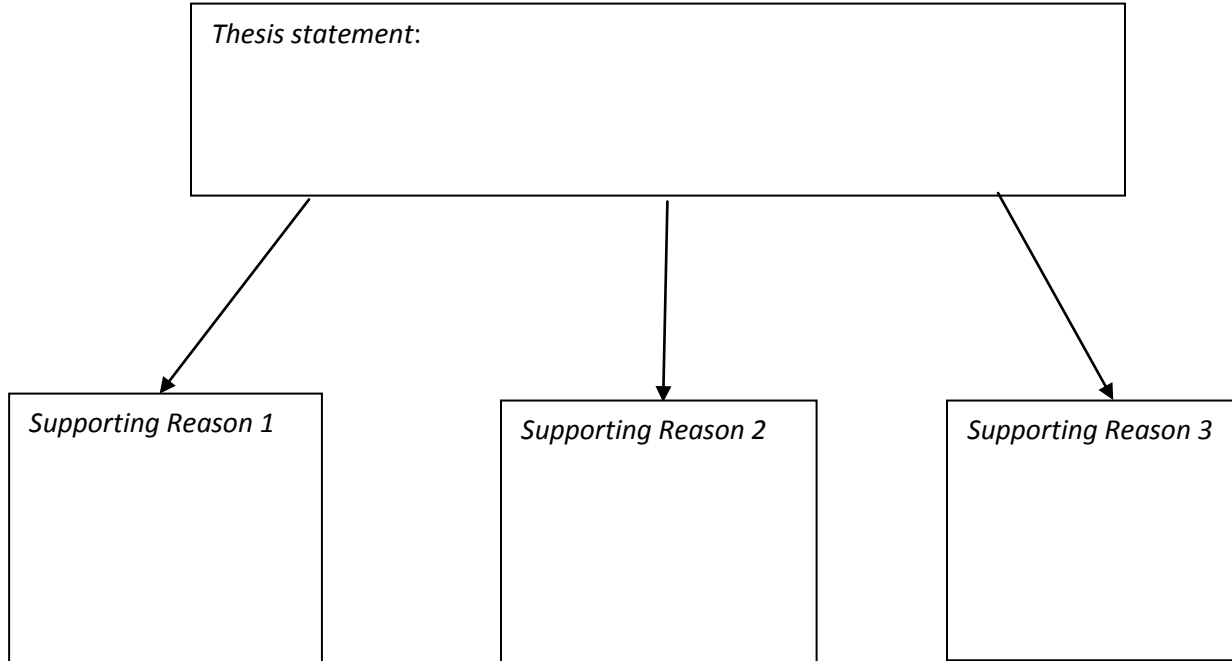 Thesis statement:
Supporting Reason 1
Supporting Reason 2
Supporting Reason 3